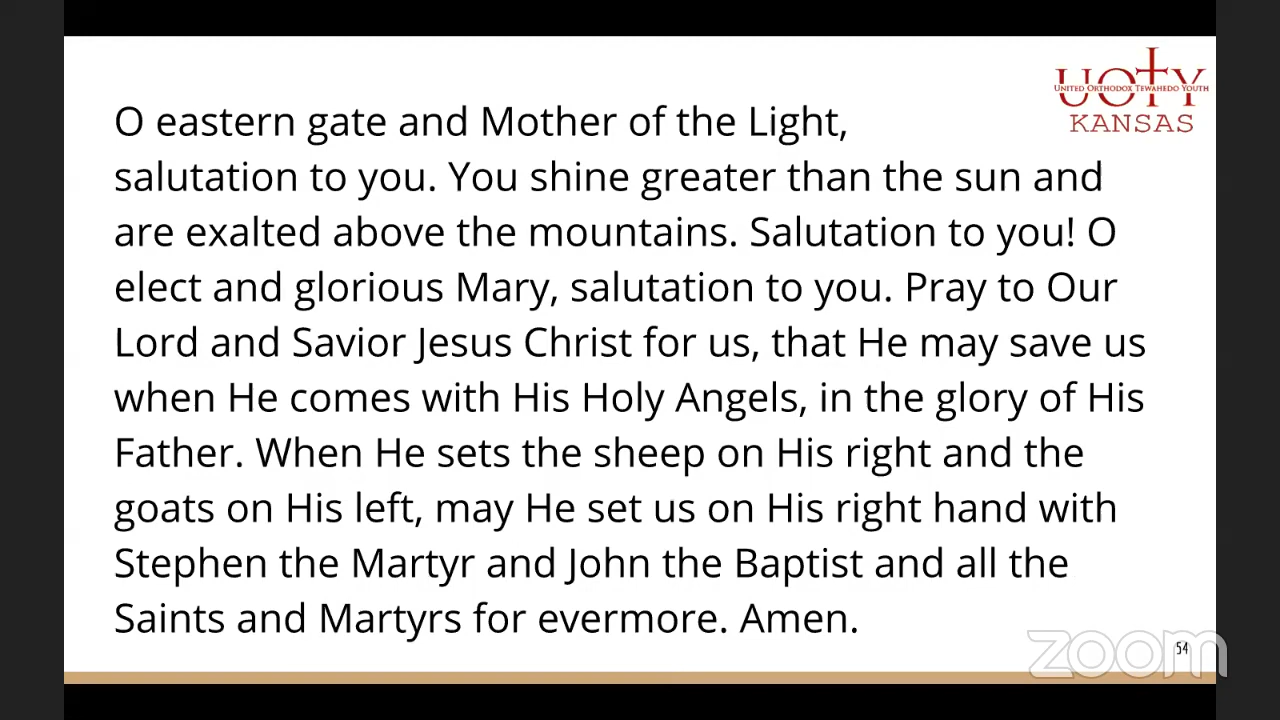 UOTY
UNITED ORTHODOX TEWAHEDO YOUTH
KANSAS
O eastern gate and Mother of the Light,
salutation to you. You shine greater than the sun and
are exalted above the mountains. Salutation to you! O
elect and glorious Mary, salutation to you. Pray to Our
Lord and Savior Jesus Christ for us, that He may save us
when He comes with His Holy Angels, in the glory of His
Father. When He sets the sheep on His right and the
goats on His left, may He set us on His right hand with
Stephen the Martyr and John the Baptist and all the
Saints and Martyrs for evermore. Amen.
54
zoom